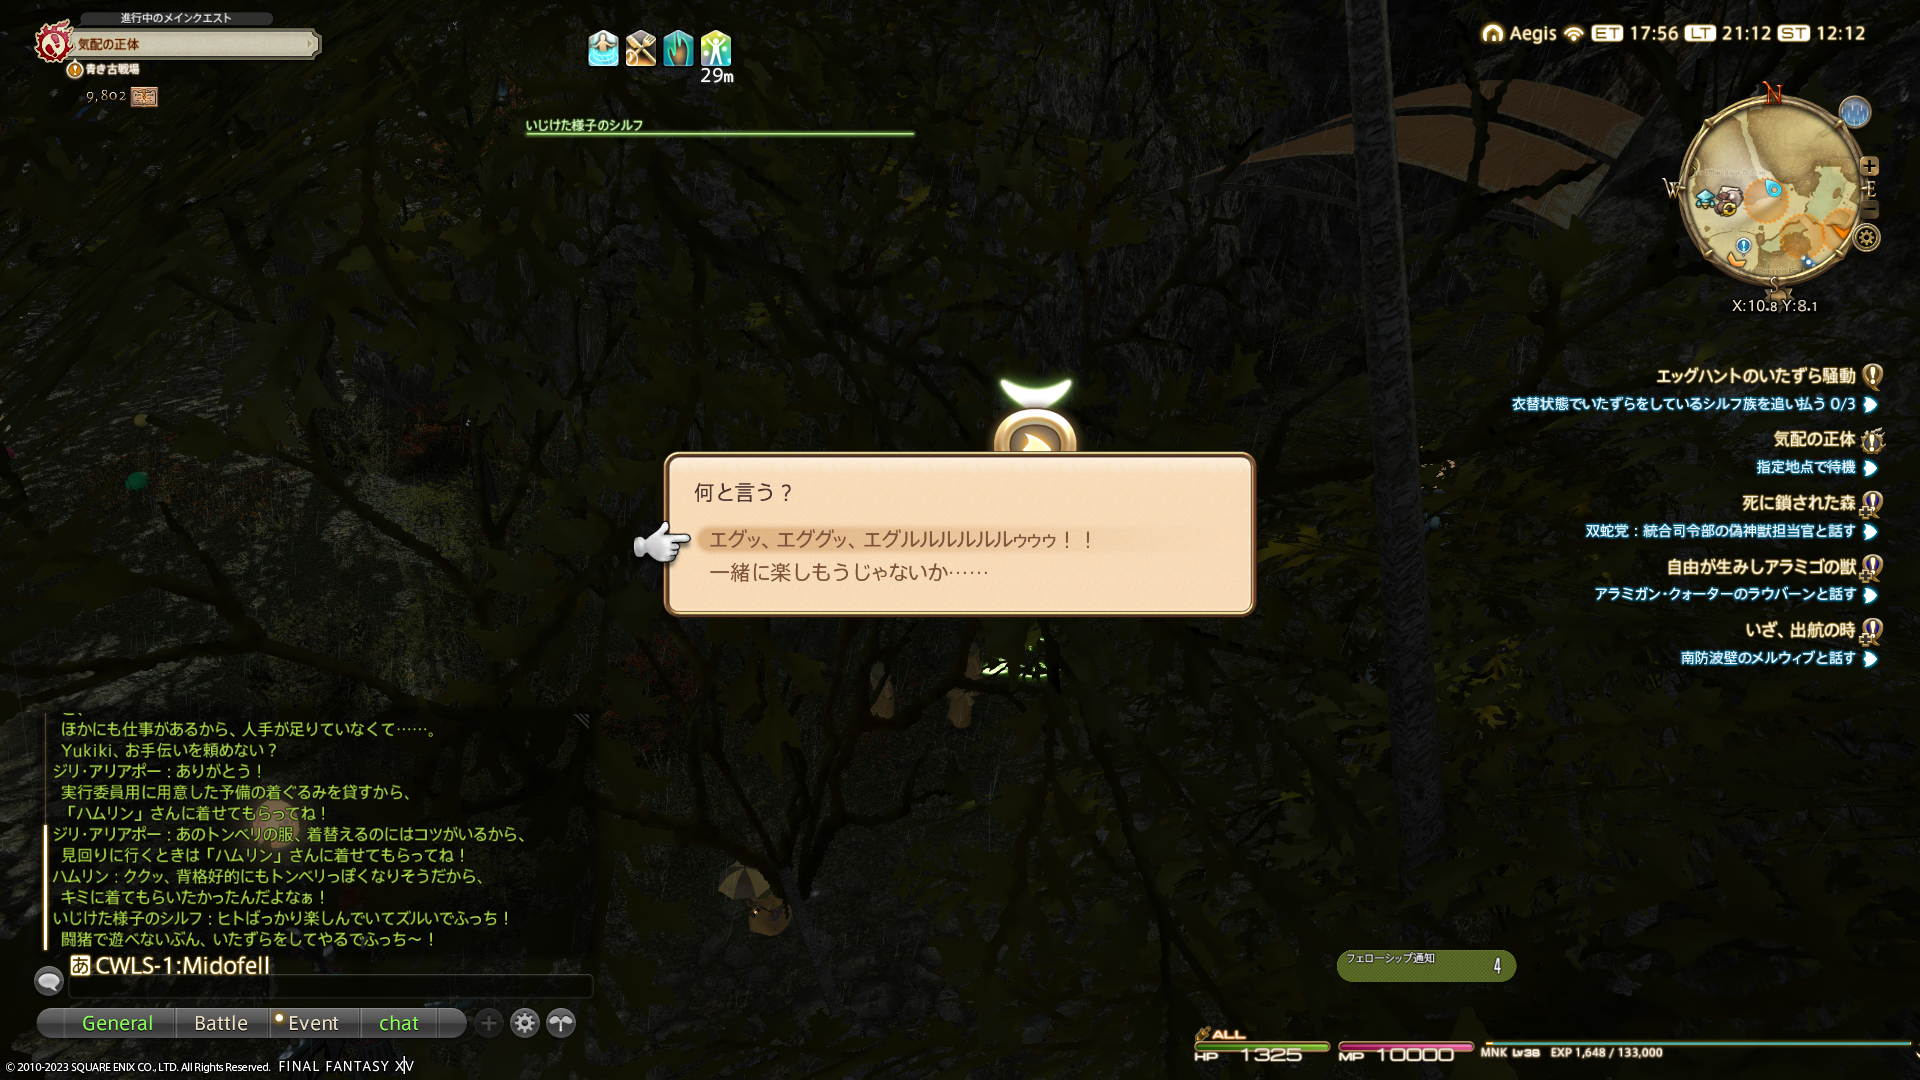 進行中のメインクエスト
気配の正体
青き古戦場
9,802
29m
いじけた様子のシルフ
Aegis ET 17:56 LT 21:12 ST 12:12
N
W
E
S
X:10.8 Y:8.1
エッグハントのいたずら騒動
衣替状態でいたずらをしているシルフ族を追い払う 0/3
気配の正体
指定地点で待機
死に鎖された森
双蛇党：統合司令部の偽神獣担当官と話す
自由が生みしアラミゴの獣
アラミガン・クォーターのラウバーンと話す
いざ、出航の時
南防波壁のメルウィブと話す
何と言う？
エグッ、エググッ、エグルルルルルルゥゥゥ！！
一緒に楽しもうじゃないか……
ほかにも仕事があるから、人手が足りていなくて……。
Yukiki、お手伝いを頼めない？
ジリ・アリアポー：ありがとう！
実行委員用に用意した予備の着ぐるみを貸すから、
「ハムリン」さんに着せてもらってね！
ジリ・アリアポー：あのトンベリの服、着替えるのにはコツがいるから、
見回りに行くときは「ハムリン」さんに着せてもらってね！
ハムリン：ククッ、背格好的にもトンベリっぽくなりそうだから、
キミに着てもらいたかったんだよなぁ！
いじけた様子のシルフ：ヒトばっかり楽しんでいてズルいでふっち！
闘猪で遊べないぶん、いたずらをしてやるでふっち～！
あ CWLS-1:Midofell
General Battle Event chat
フェローシップ通知 4
ALL
HP 1325 MP 10000 MNK Lv38 EXP 1,648 / 133,000
© 2010-2023 SQUARE ENIX CO., LTD. All Rights Reserved. FINAL FANTASY XIV